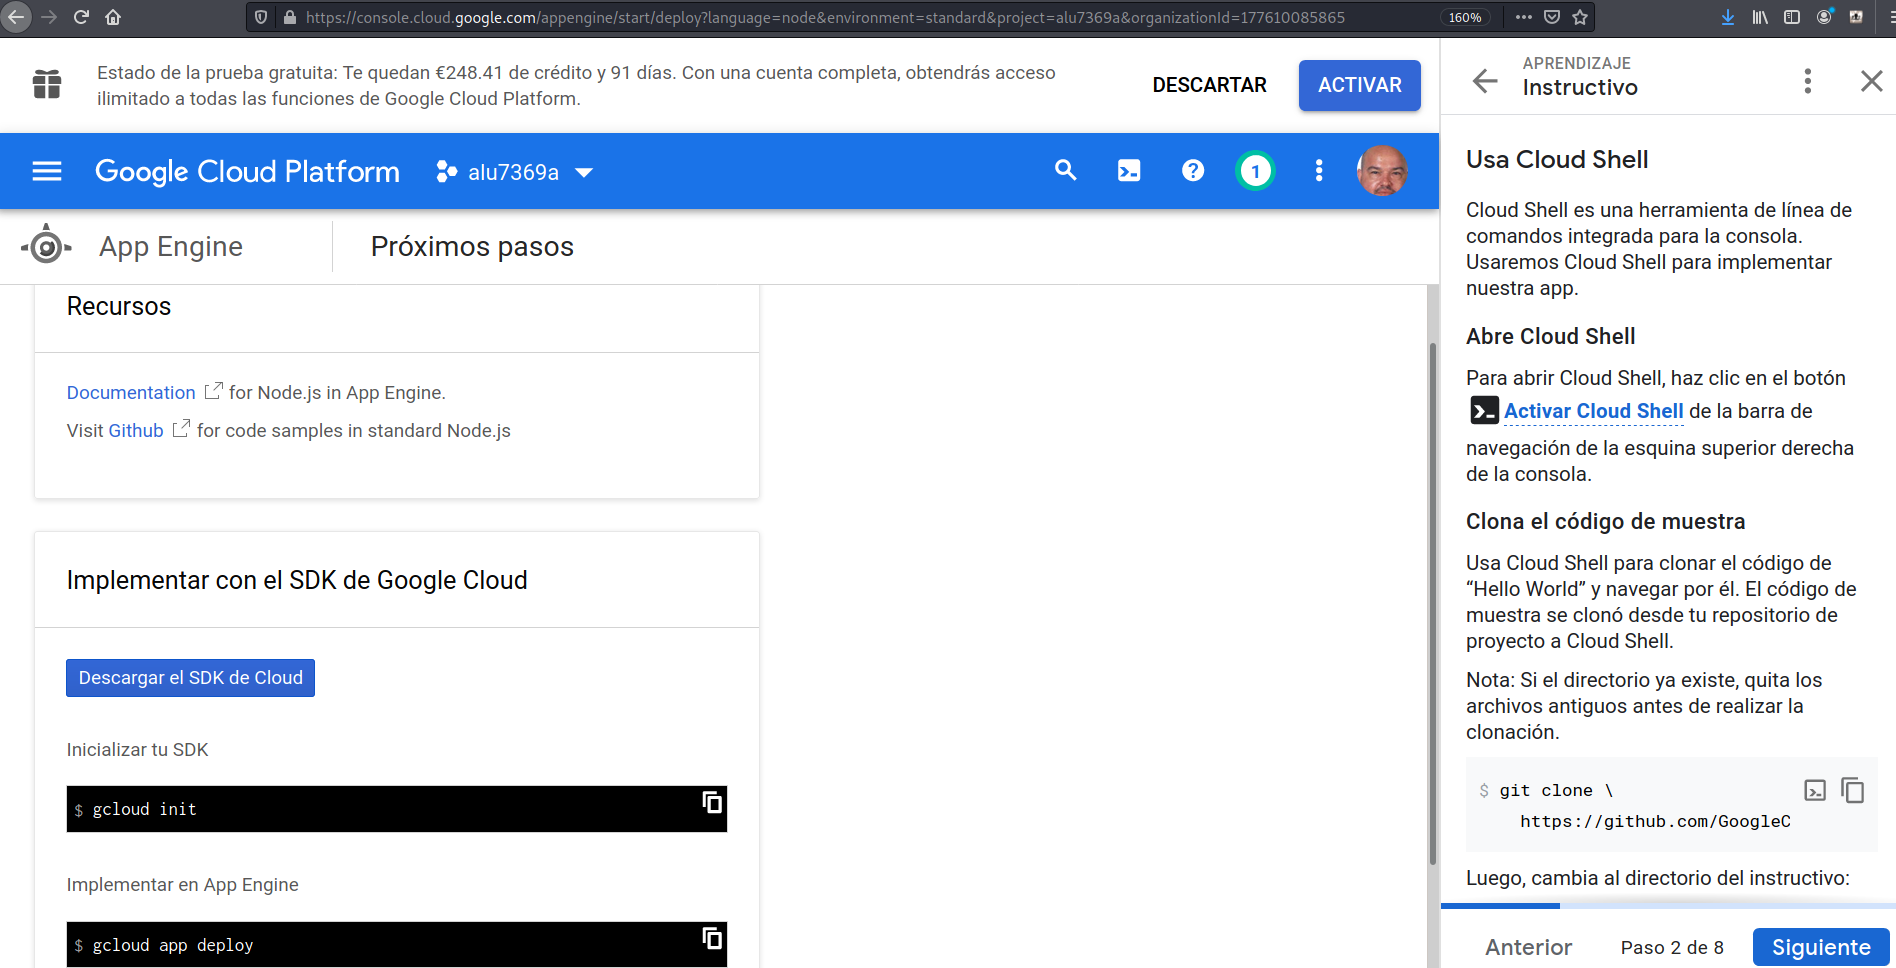 https://console.cloud.google.com/appengine/start/deploy?language=node&environment=standard&project=alu7369a&organizationId=177610085865
160%
Estado de la prueba gratuita: Te quedan €248.41 de crédito y 91 días. Con una cuenta completa, obtendrás acceso
ilimitado a todas las funciones de Google Cloud Platform.
DESCARTAR
ACTIVAR
Google Cloud Platform
alu7369a
1
App Engine
Próximos pasos
Recursos
Documentation for Node.js in App Engine.
Visit Github for code samples in standard Node.js
Implementar con el SDK de Google Cloud
Descargar el SDK de Cloud
Inicializar tu SDK
$ gcloud init
Implementar en App Engine
$ gcloud app deploy
APRENDIZAJE
Instructivo
Usa Cloud Shell
Cloud Shell es una herramienta de línea de
comandos integrada para la consola.
Usaremos Cloud Shell para implementar
nuestra app.
Abre Cloud Shell
Para abrir Cloud Shell, haz clic en el botón
Activar Cloud Shell de la barra de
navegación de la esquina superior derecha
de la consola.
Clona el código de muestra
Usa Cloud Shell para clonar el código de
“Hello World” y navegar por él. El código de
muestra se clonó desde tu repositorio de
proyecto a Cloud Shell.
Nota: Si el directorio ya existe, quita los
archivos antiguos antes de realizar la
clonación.
$ git clone \
https://github.com/GoogleC
Luego, cambia al directorio del instructivo:
Anterior
Paso 2 de 8
Siguiente